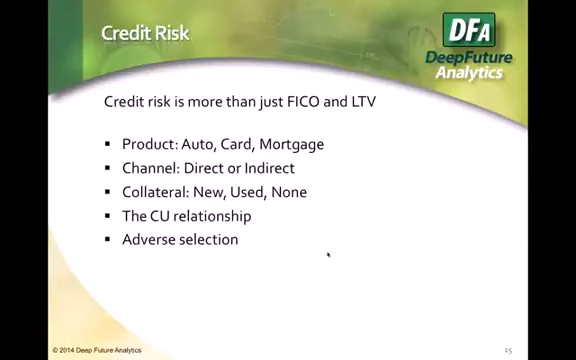 Credit Risk
DFA
DeepFuture
Analytics
Credit risk is more than just FICO and LTV
▪ Product: Auto, Card, Mortgage
▪ Channel: Direct or Indirect
▪ Collateral: New, Used, None
▪ The CU relationship
▪ Adverse selection
© 2014 Deep Future Analytics
15